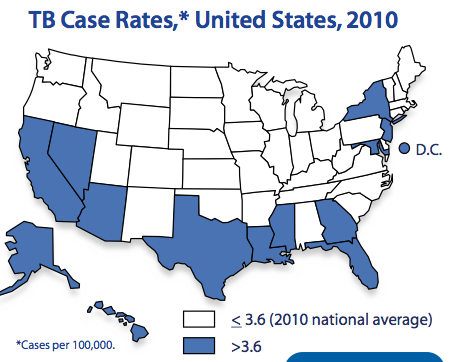 TB Case Rates,* United States, 2010
D.C.
≤ 3.6 (2010 national average)
*Cases per 100,000.
>3.6